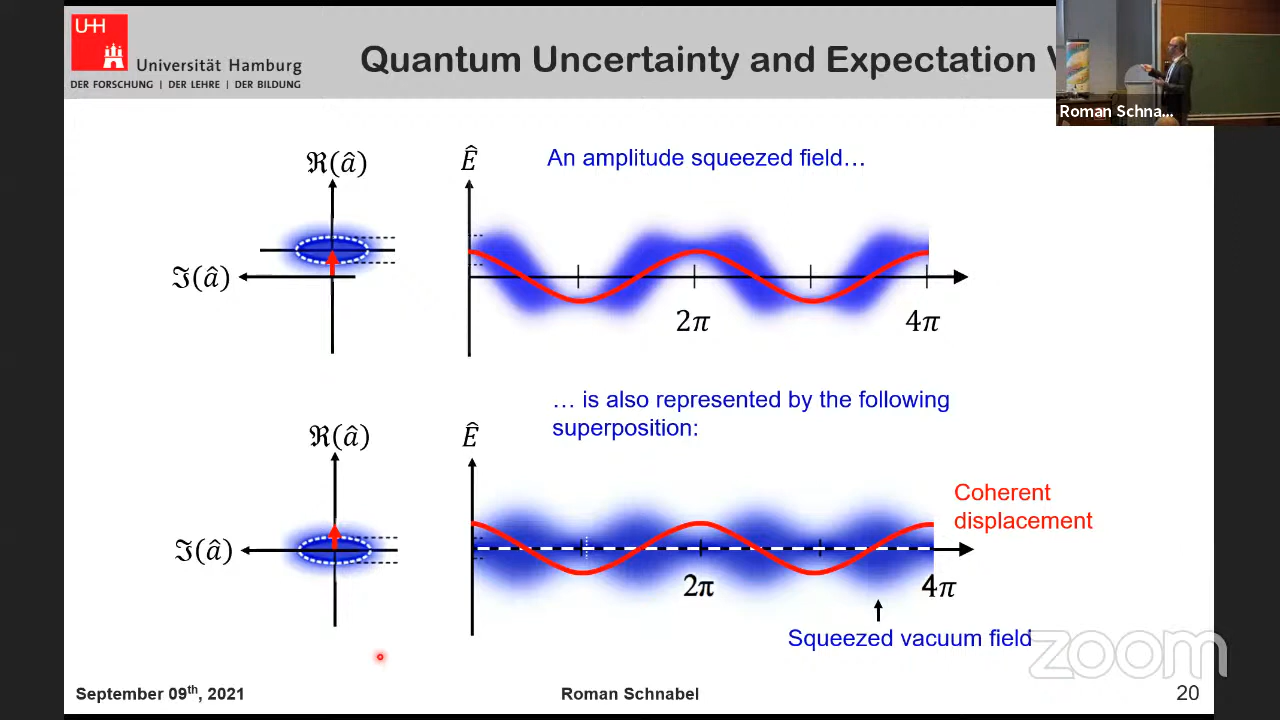 UHH
Universität Hamburg
DER FORSCHUNG | DER LEHRE | DER BILDUNG
Quantum Uncertainty and Expectation V
Roman Schna...
ℜ(â)
Ê
An amplitude squeezed field…
ℑ(â)
2π
4π
… is also represented by the following
superposition:
ℜ(â)
Ê
Coherent
displacement
ℑ(â)
2π
4π
Squeezed vacuum field
zoom
September 09th, 2021
Roman Schnabel
20